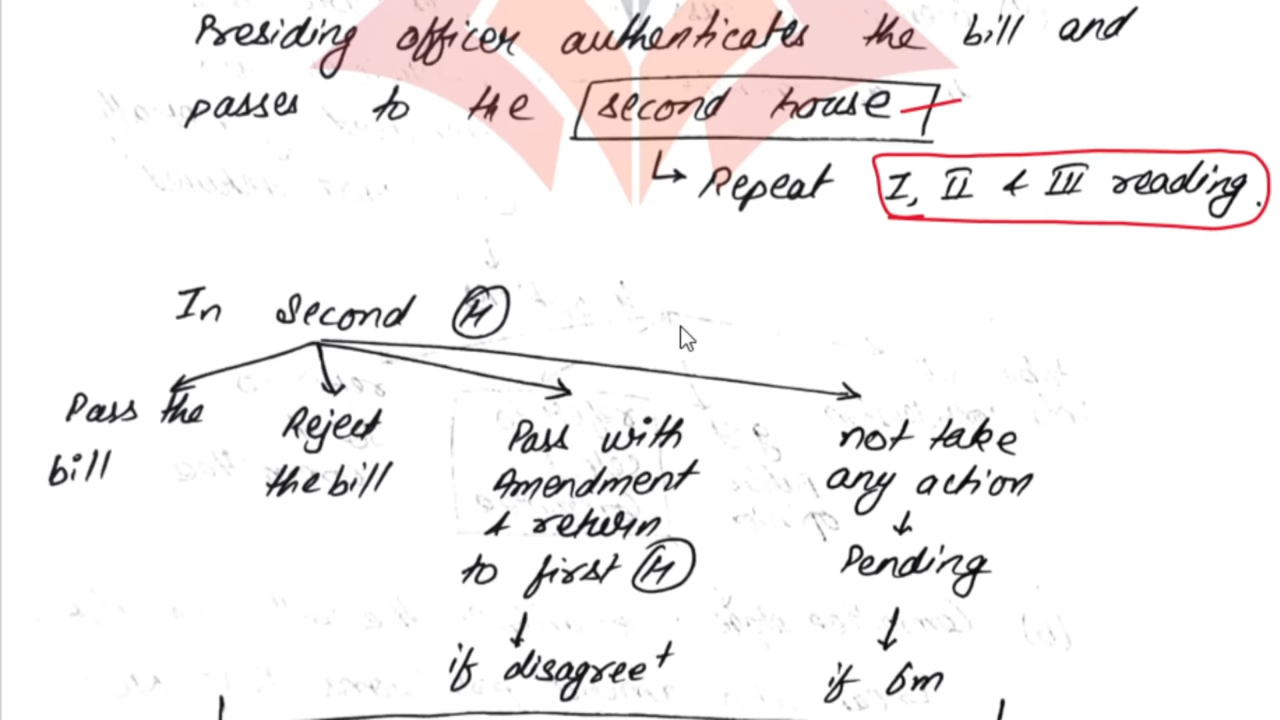 Presiding officer authenticates the bill and
passes to the second house
↳ Repeat I, II & III reading.
In Second (H)
Pass the
bill
Reject
the bill
Pass with
Amendment
& return
to first (H)
↓
if disagree
not take
any action
↓
Pending
↓
if 6m